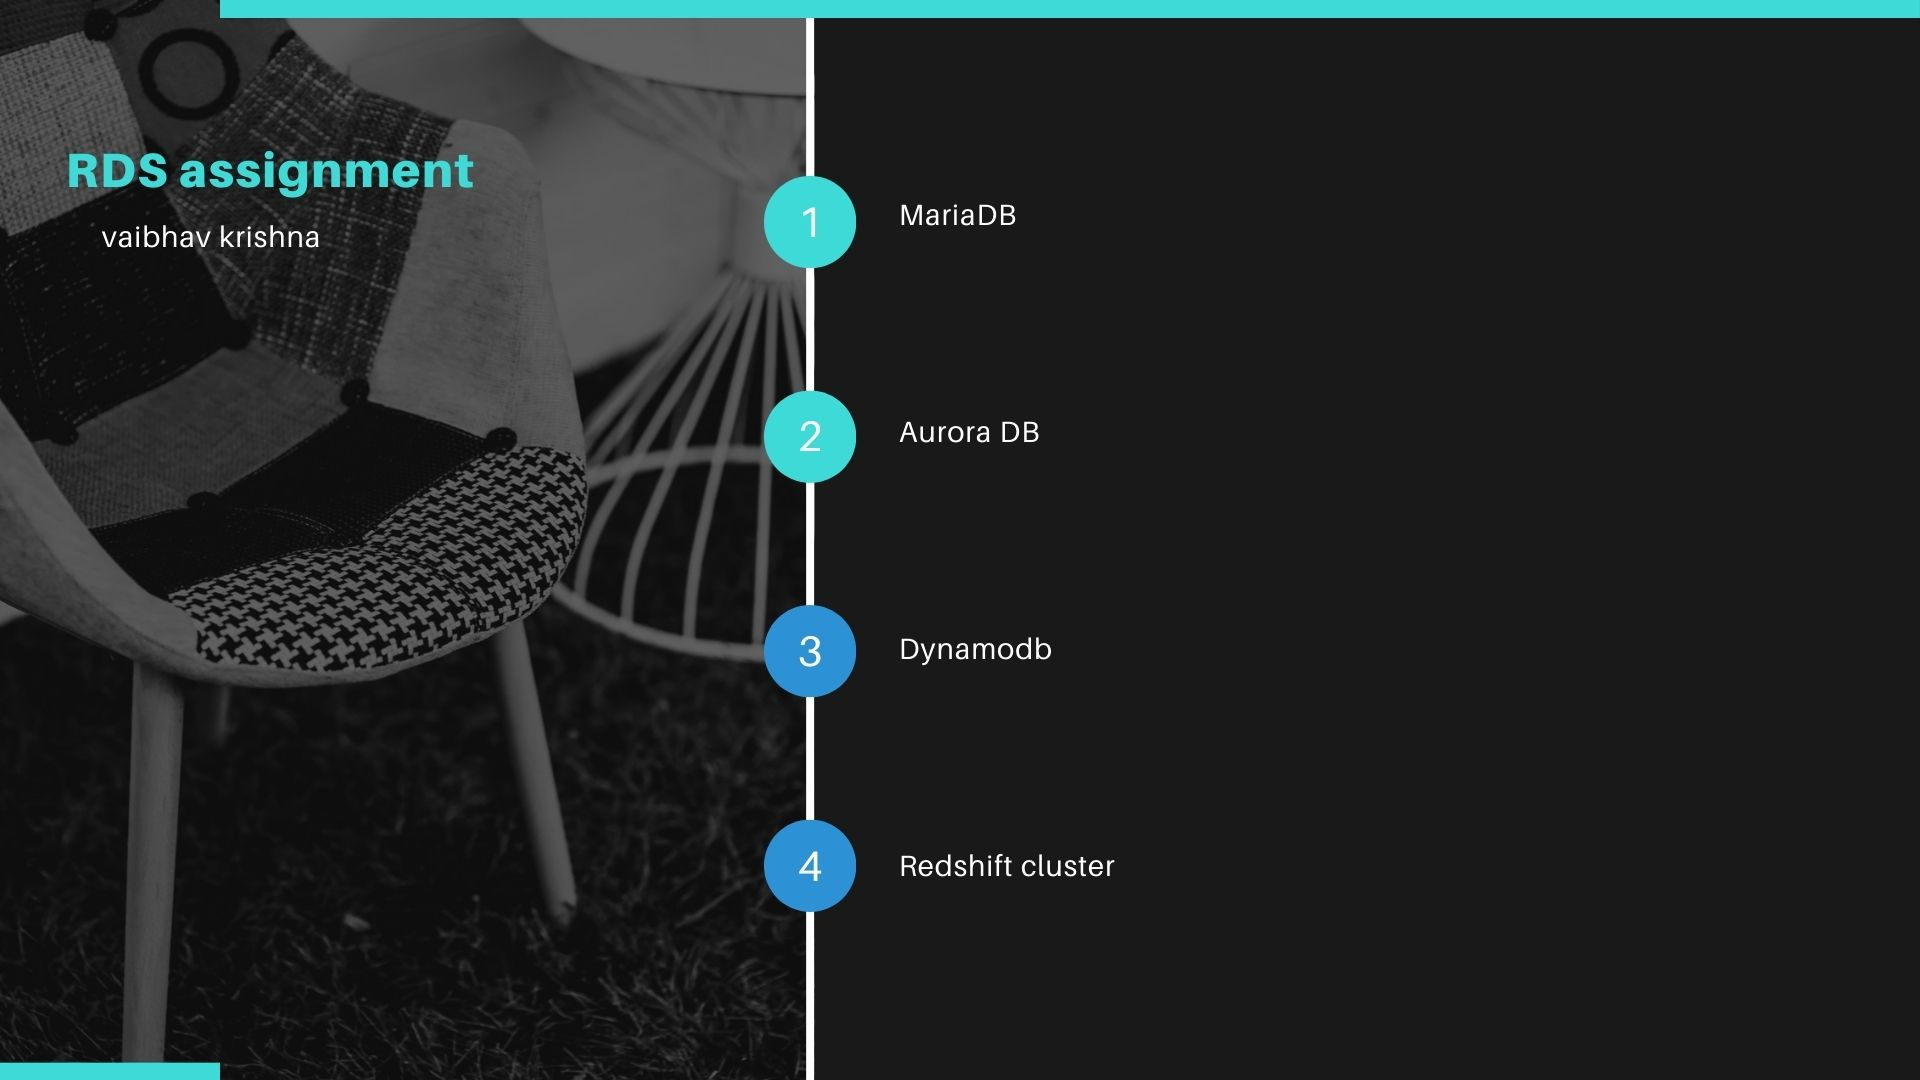 RDS assignment
vaibhav krishna
1
MariaDB
2
Aurora DB
3
Dynamodb
4
Redshift cluster